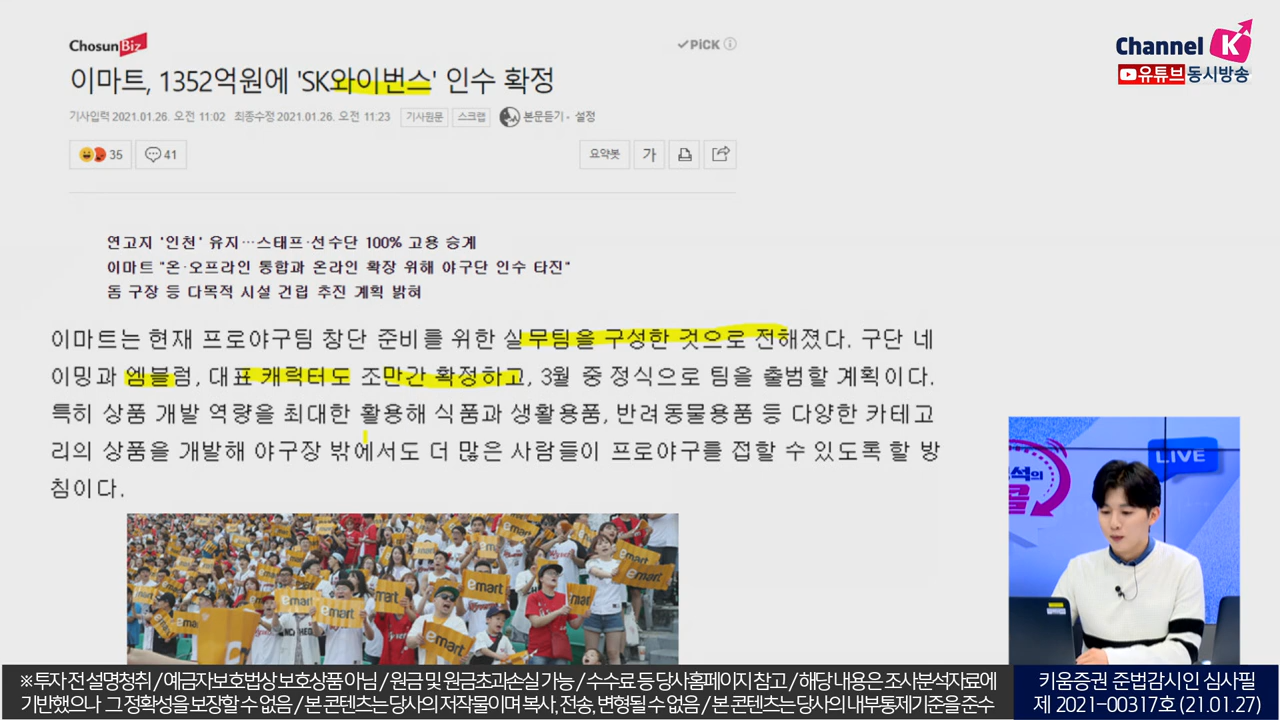 ChosunBiz
✓PiCK ⓘ
이마트, 1352억원에 'SK와이번스' 인수 확정
기사입력 2021.01.26. 오전 11:02 최종수정 2021.01.26. 오전 11:23 기사원문 스크랩 본문듣기 · 설정
35 41 요약봇 가
연고지 '인천' 유지…스태프·선수단 100% 고용 승계
이마트 "온·오프라인 통합과 온라인 확장 위해 야구단 인수 타진"
돔 구장 등 다목적 시설 건립 추진 계획 밝혀
이마트는 현재 프로야구팀 창단 준비를 위한 실무팀을 구성한 것으로 전해졌다. 구단 네
이밍과 엠블럼, 대표 캐릭터도 조만간 확정하고, 3월 중 정식으로 팀을 출범할 계획이다.
특히 상품 개발 역량을 최대한 활용해 식품과 생활용품, 반려동물용품 등 다양한 카테고
리의 상품을 개발해 야구장 밖에서도 더 많은 사람들이 프로야구를 접할 수 있도록 할 방
침이다.
emart
emart
emart
emart
emart
emart
emart
Channel K
유튜브동시방송
LIVE
석의
콜
※ 투자 전 설명청취 / 예금자보호법상 보호상품 아님 / 원금 및 원금초과손실 가능 / 수수료 등 당사홈페이지 참고 / 해당 내용은 조사분석자료에
기반했으나 그 정확성을 보장할 수 없음 / 본 콘텐츠는 당사의 저작물이며 복사, 전송, 변형될 수 없음 / 본 콘텐츠는 당사의 내부통제기준을 준수
키움증권 준법감시인 심사필
제 2021-00317호 (21.01.27)